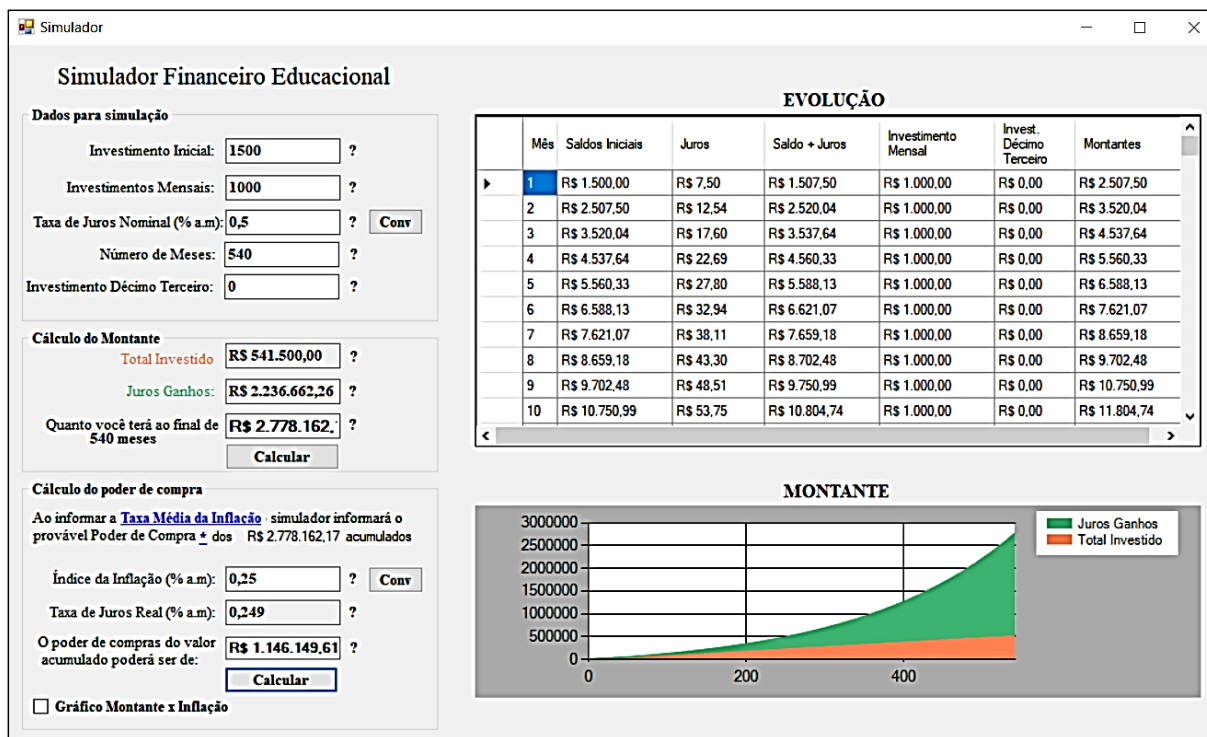 Simulador
Simulador Financeiro Educacional
Dados para simulação
Investimento Inicial: 1500 ?
Investimentos Mensais: 1000 ?
Taxa de Juros Nominal (% a.m): 0,5 ? Conv
Número de Meses: 540 ?
Investimento Décimo Terceiro: 0 ?
Cálculo do Montante
Total Investido R$ 541.500,00 ?
Juros Ganhos: R$ 2.236.662,26 ?
Quanto você terá ao final de
540 meses R$ 2.778.162, ?
Calcular
Cálculo do poder de compra
Ao informar a Taxa Média da Inflação simulador informará o
provável Poder de Compra * dos R$ 2.778.162,17 acumulados
Índice da Inflação (% a.m): 0,25 ? Conv
Taxa de Juros Real (% a.m): 0,249 ?
O poder de compras do valor
acumulado poderá ser de: R$ 1.146.149,61 ?
Calcular
Gráfico Montante x Inflação
EVOLUÇÃO
Mês Saldos Iniciais Juros Saldo + Juros Investimento Mensal Invest. Décimo Terceiro Montantes
1 R$ 1.500,00 R$ 7,50 R$ 1.507,50 R$ 1.000,00 R$ 0,00 R$ 2.507,50
2 R$ 2.507,50 R$ 12,54 R$ 2.520,04 R$ 1.000,00 R$ 0,00 R$ 3.520,04
3 R$ 3.520,04 R$ 17,60 R$ 3.537,64 R$ 1.000,00 R$ 0,00 R$ 4.537,64
4 R$ 4.537,64 R$ 22,69 R$ 4.560,33 R$ 1.000,00 R$ 0,00 R$ 5.560,33
5 R$ 5.560,33 R$ 27,80 R$ 5.588,13 R$ 1.000,00 R$ 0,00 R$ 6.588,13
6 R$ 6.588,13 R$ 32,94 R$ 6.621,07 R$ 1.000,00 R$ 0,00 R$ 7.621,07
7 R$ 7.621,07 R$ 38,11 R$ 7.659,18 R$ 1.000,00 R$ 0,00 R$ 8.659,18
8 R$ 8.659,18 R$ 43,30 R$ 8.702,48 R$ 1.000,00 R$ 0,00 R$ 9.702,48
9 R$ 9.702,48 R$ 48,51 R$ 9.750,99 R$ 1.000,00 R$ 0,00 R$ 10.750,99
10 R$ 10.750,99 R$ 53,75 R$ 10.804,74 R$ 1.000,00 R$ 0,00 R$ 11.804,74
MONTANTE
3000000
2500000
2000000
1500000
1000000
500000
0
0 200 400
Juros Ganhos
Total Investido